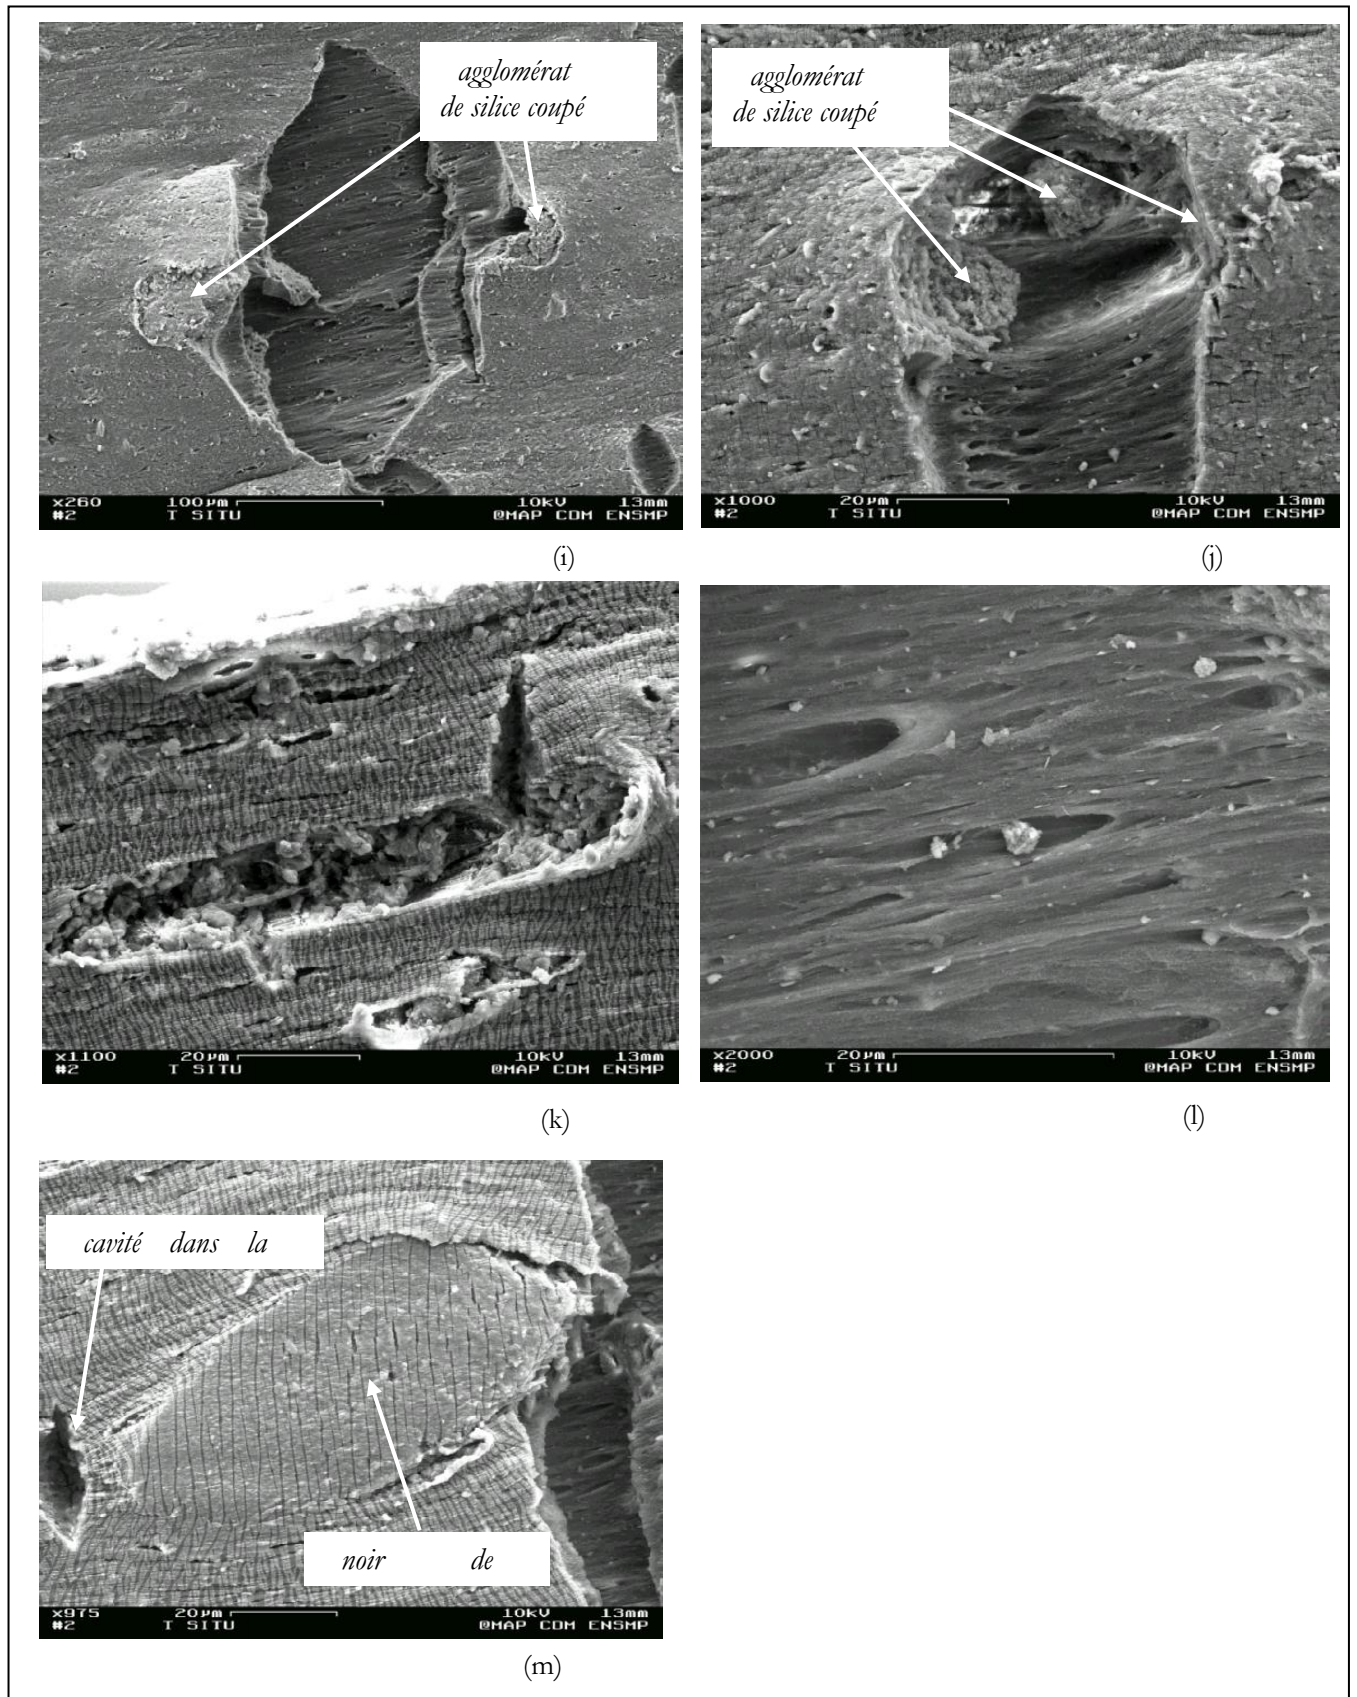 agglomérat
de silice coupé
x260 100µm 10kV 13mm
#2 T SITU @MAP CDM ENSMP
(i)
agglomérat
de silice coupé
x1000 20µm 10kV 13mm
#2 T SITU @MAP CDM ENSMP
(j)
x1100 20µm 10kV 13mm
#2 T SITU @MAP CDM ENSMP
(k)
x2000 20µm 10kV 13mm
#2 T SITU @MAP CDM ENSMP
(l)
cavité dans la
noir de
x975 20µm 10kV 13mm
#2 T SITU @MAP CDM ENSMP
(m)